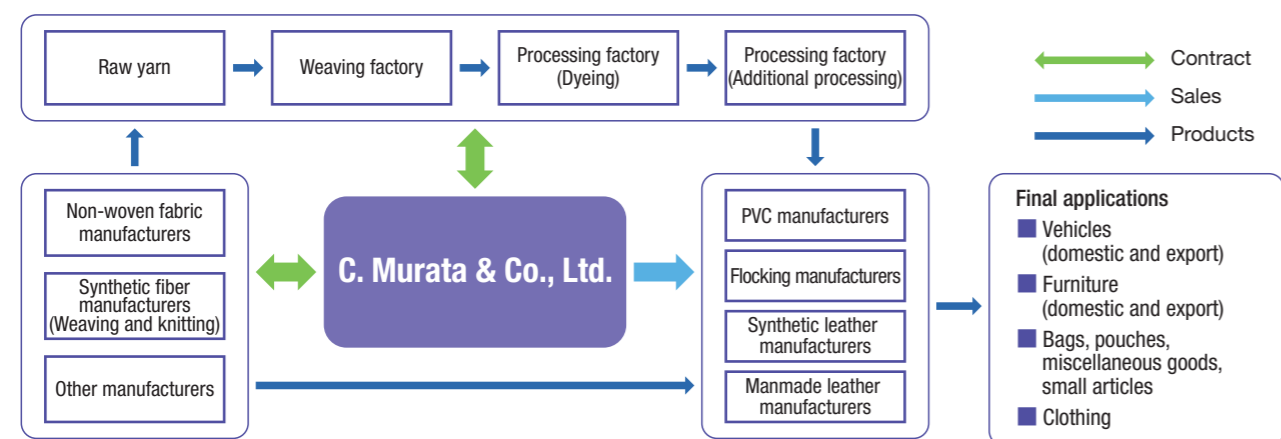 Raw yarn
Weaving factory
Processing factory
(Dyeing)
Processing factory
(Additional processing)
Contract
Sales
Products
Non-woven fabric
manufacturers
Synthetic fiber
manufacturers
(Weaving and knitting)
Other manufacturers
C. Murata & Co., Ltd.
PVC manufacturers
Flocking manufacturers
Synthetic leather
manufacturers
Manmade leather
manufacturers
Final applications
Vehicles
(domestic and export)
Furniture
(domestic and export)
Bags, pouches,
miscellaneous goods,
small articles
Clothing